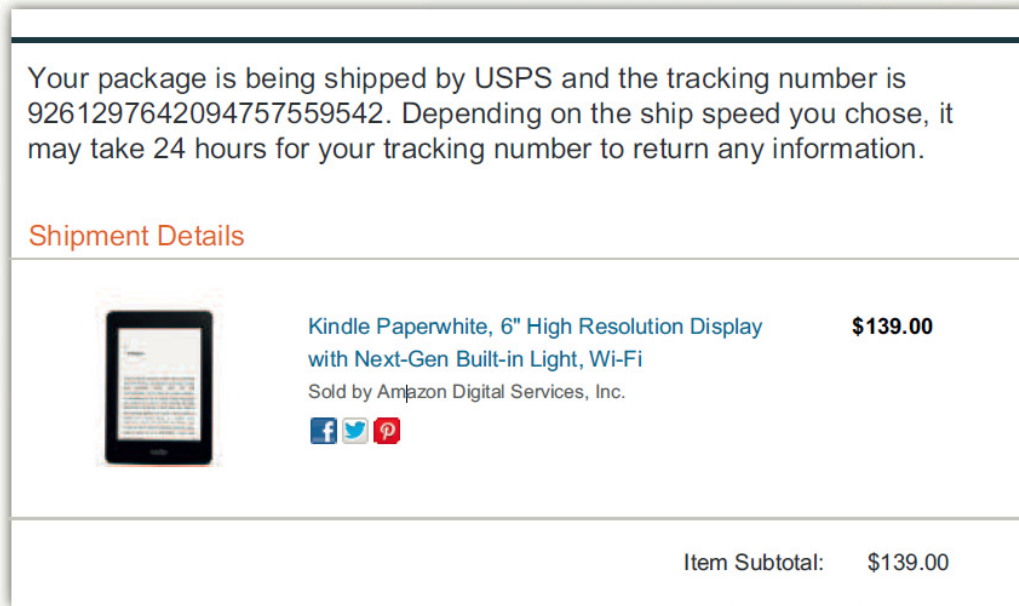 Your package is being shipped by USPS and the tracking number is
9261297642094757559542. Depending on the ship speed you chose, it
may take 24 hours for your tracking number to return any information.
Shipment Details
Kindle Paperwhite, 6" High Resolution Display $139.00
with Next-Gen Built-in Light, Wi-Fi
Sold by Amazon Digital Services, Inc.
Item Subtotal: $139.00